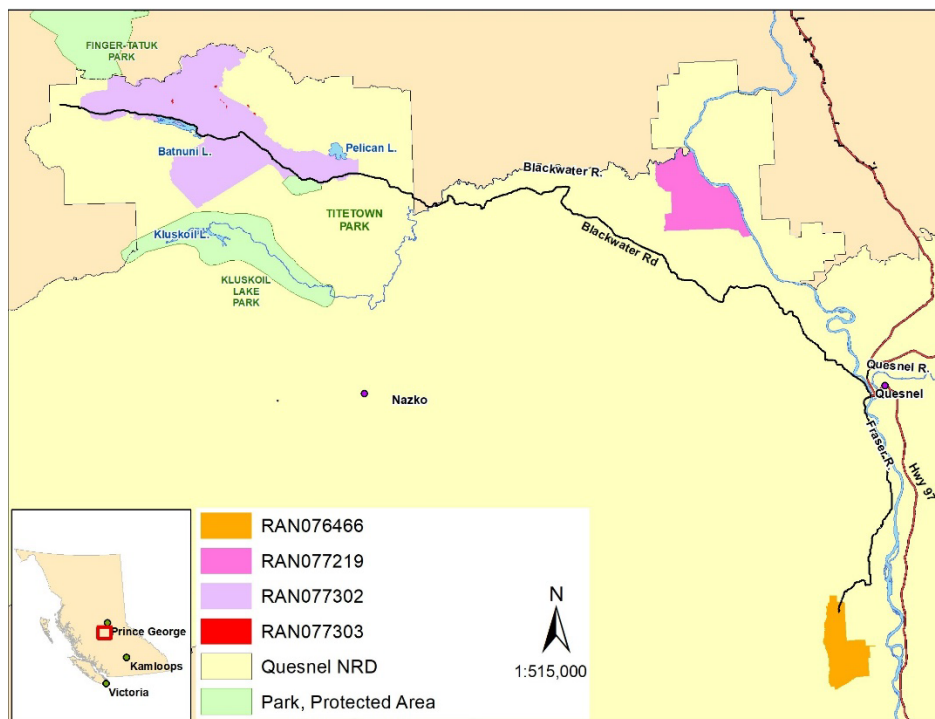 FINGER-TATUK
PARK
Batnuni L.
Pelican L.
Blackwater R.
TITETOWN
PARK
Blackwater Rd
Kluskoil L.
KLUSKOIL
LAKE
PARK
Nazko
Quesnel R.
Quesnel
Fraser R.
Hwy 97
RAN076466
RAN077219
RAN077302
RAN077303
Quesnel NRD
Park, Protected Area
N
1:515,000
Prince George
Kamloops
Victoria